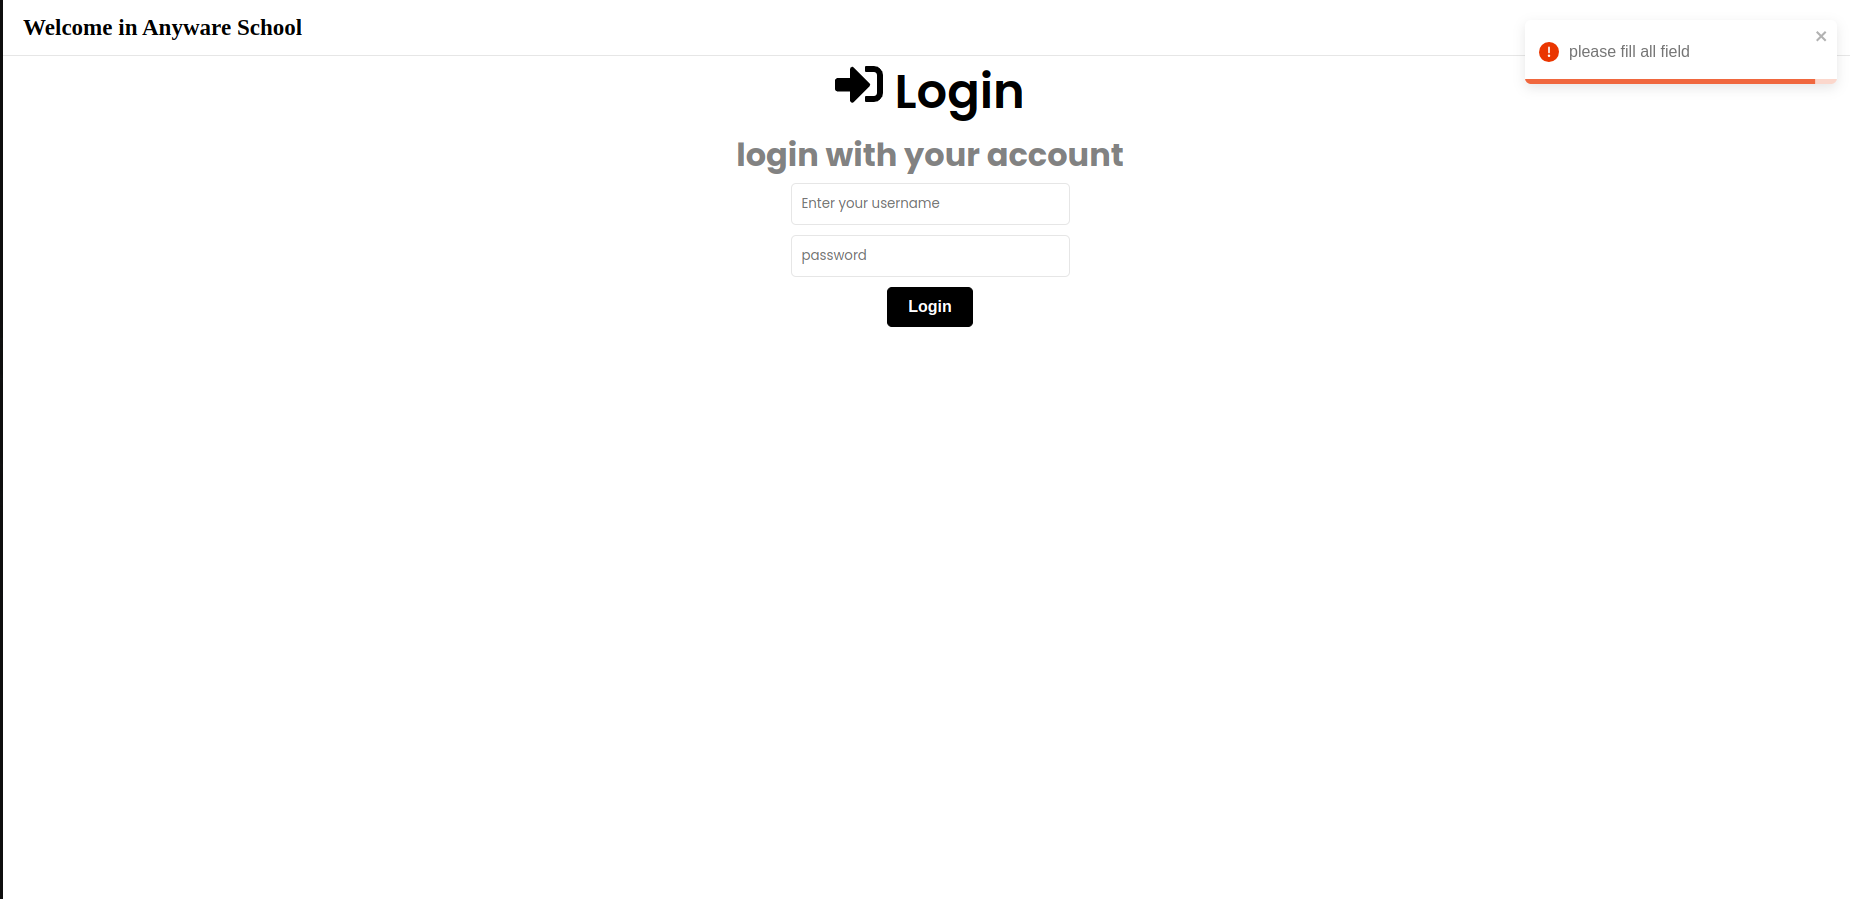 Welcome in Anyware School
please fill all field
Login
login with your account
Enter your username
password
Login